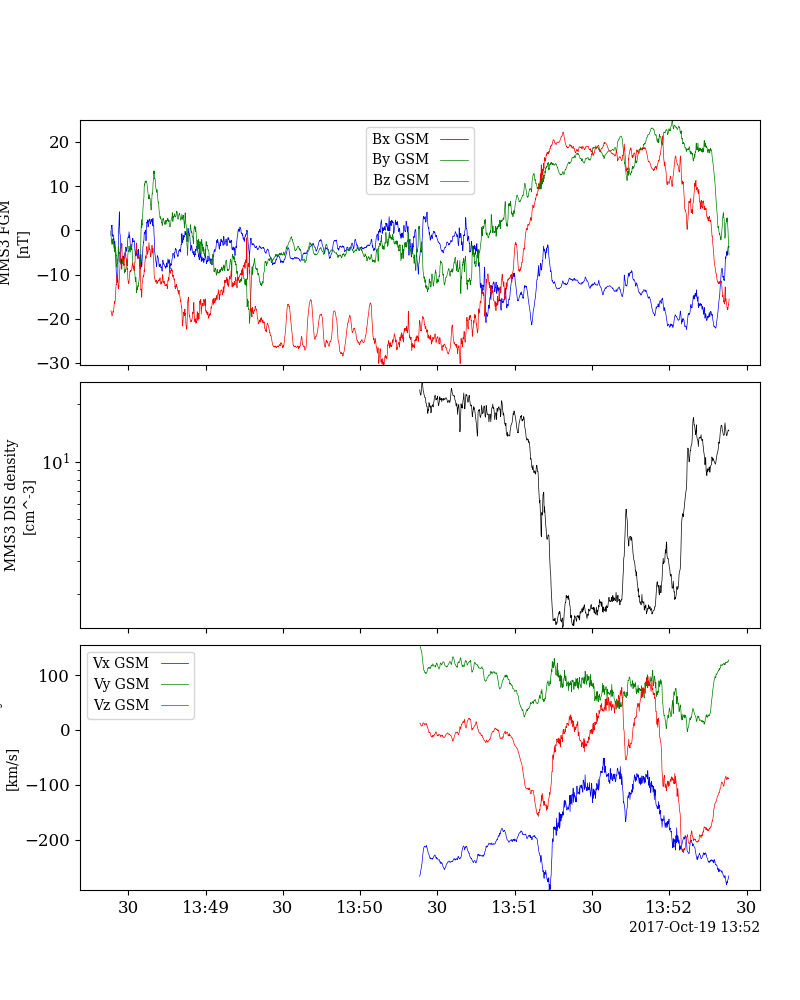 MMS3 FGM
[nT]
20
10
0
−10
−20
−30
Bx GSM
By GSM
Bz GSM
MMS3 DIS density
[cm^-3]
10^1
[km/s]
100
0
−100
−200
Vx GSM
Vy GSM
Vz GSM
30 13:49 30 13:50 30 13:51 30 13:52 30
2017-Oct-19 13:52